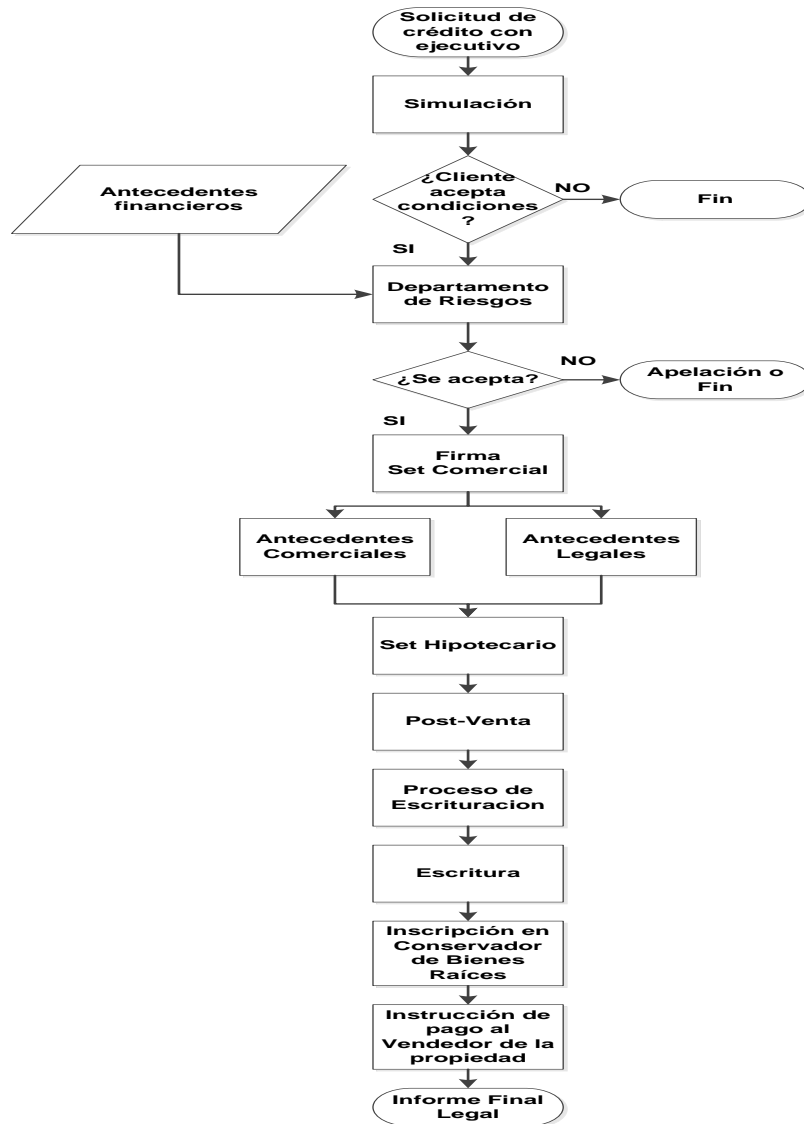 Solicitud de
crédito con
ejecutivo
Simulación
¿Cliente
acepta
condiciones
?
NO
Fin
Antecedentes
financieros
SI
Departamento
de Riesgos
¿Se acepta?
NO
Apelación o
Fin
SI
Firma
Set Comercial
Antecedentes
Comerciales
Antecedentes
Legales
Set Hipotecario
Post-Venta
Proceso de
Escrituracion
Escritura
Inscripción en
Conservador
de Bienes
Raíces
Instrucción de
pago al
Vendedor de la
propiedad
Informe Final
Legal